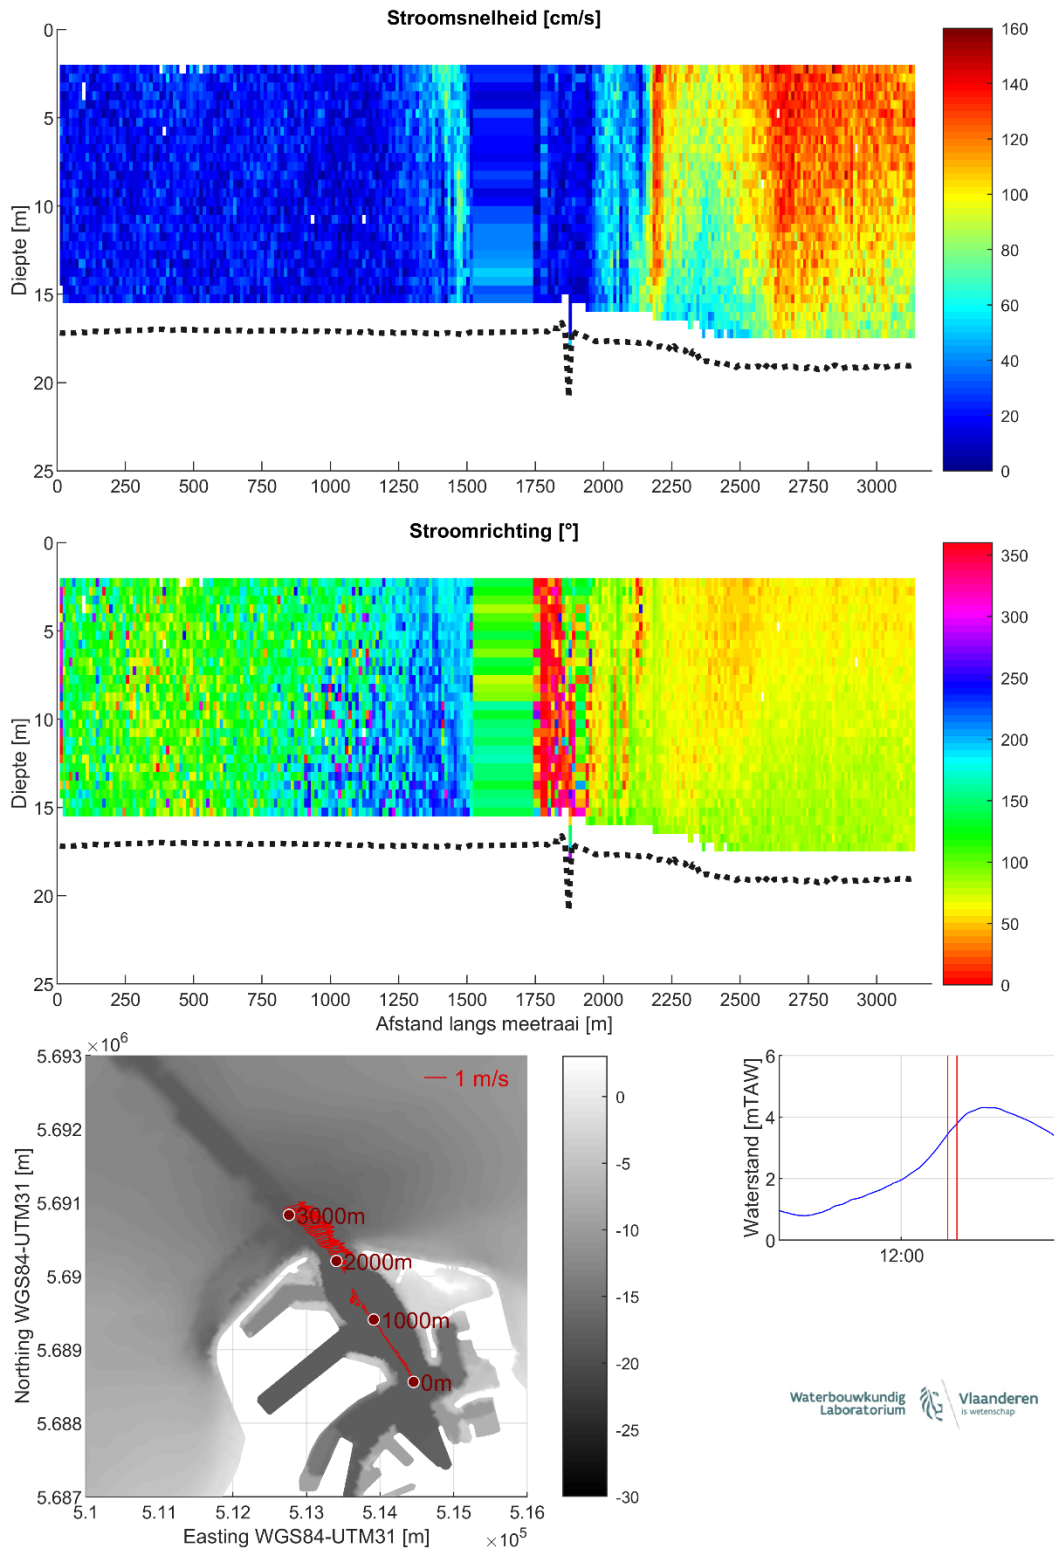 Stroomsnelheid [cm/s]
0
5
10
15
20
25
Diepte [m]
0 250 500 750 1000 1250 1500 1750 2000 2250 2500 2750 3000
160
140
120
100
80
60
40
20
0
Stroomrichting [°]
0
5
10
15
20
25
Diepte [m]
0 250 500 750 1000 1250 1500 1750 2000 2250 2500 2750 3000
Afstand langs meetraai [m]
350
300
250
200
150
100
50
0
×10⁶
5.693
5.692
5.691
5.69
5.689
5.688
5.687
Northing WGS84-UTM31 [m]
1 m/s
3000m
2000m
1000m
0m
5.1 5.11 5.12 5.13 5.14 5.15 5.16
Easting WGS84-UTM31 [m]
×10⁵
0
-5
-10
-15
-20
-25
-30
Waterstand [mTAW]
6
4
2
0
12:00
Waterbouwkundig
Laboratorium
Vlaanderen
is wetenschap